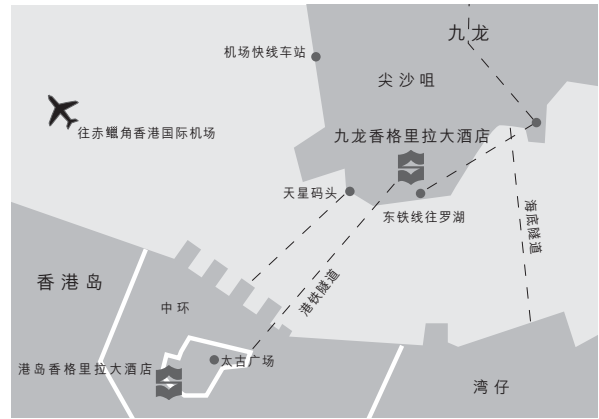 九龙
机场快线车站
尖沙咀
往赤鱲角香港国际机场
九龙香格里拉大酒店
天星码头
东铁线往罗湖
海底隧道
香港岛
港铁隧道
中环
太古广场
港岛香格里拉大酒店
湾仔